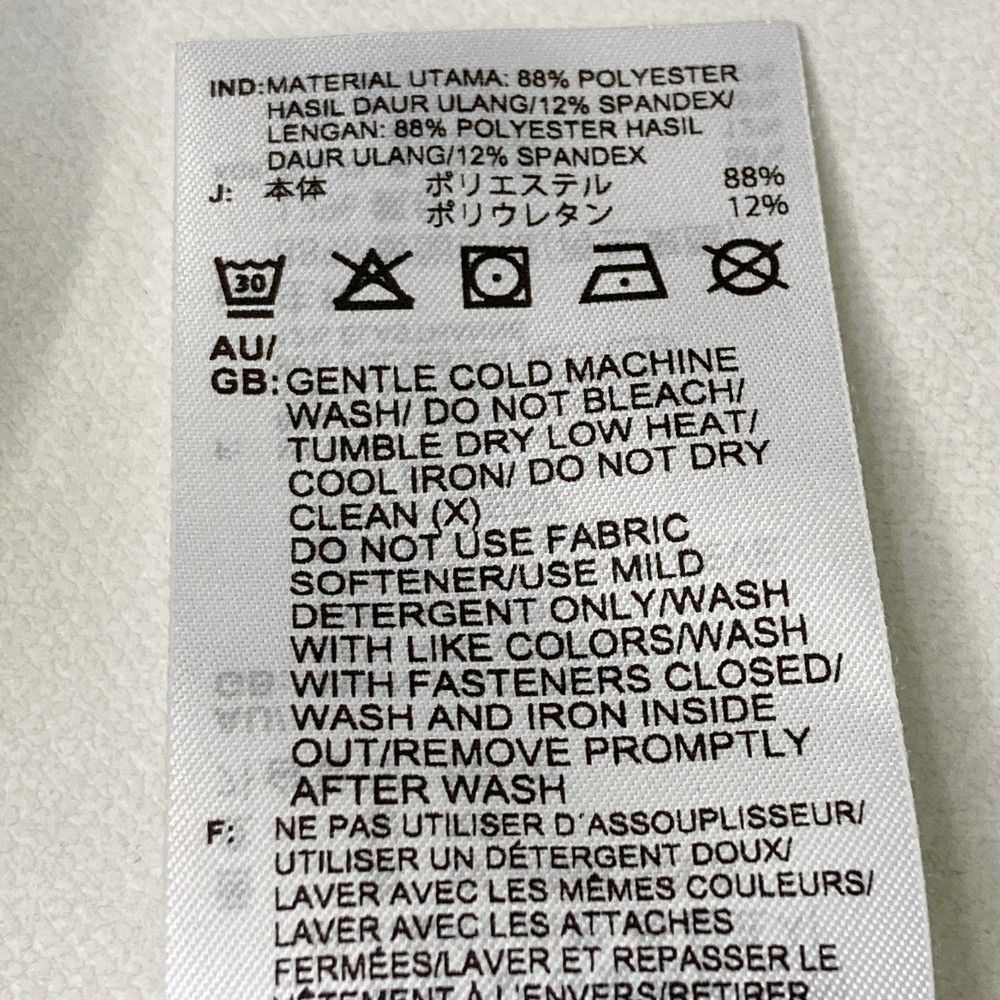 IND:MATERIAL UTAMA: 88% POLYESTER
HASIL DAUR ULANG/12% SPANDEX/
LENGAN: 88% POLYESTER HASIL
DAUR ULANG/12% SPANDEX
J: 本体 ポリエステル 88%
ポリウレタン 12%
30
AU/
GB: GENTLE COLD MACHINE
WASH/ DO NOT BLEACH/
TUMBLE DRY LOW HEAT/
COOL IRON/ DO NOT DRY
CLEAN (X)
DO NOT USE FABRIC
SOFTENER/USE MILD
DETERGENT ONLY/WASH
WITH LIKE COLORS/WASH
WITH FASTENERS CLOSED/
WASH AND IRON INSIDE
OUT/REMOVE PROMPTLY
AFTER WASH
F: NE PAS UTILISER D'ASSOUPLISSEUR/
UTILISER UN DÉTERGENT DOUX/
LAVER AVEC LES MÊMES COULEURS/
LAVER AVEC LES ATTACHES
FERMÉES/LAVER ET REPASSER LE
VÊTEMENT À L'ENVERS/RETIRER